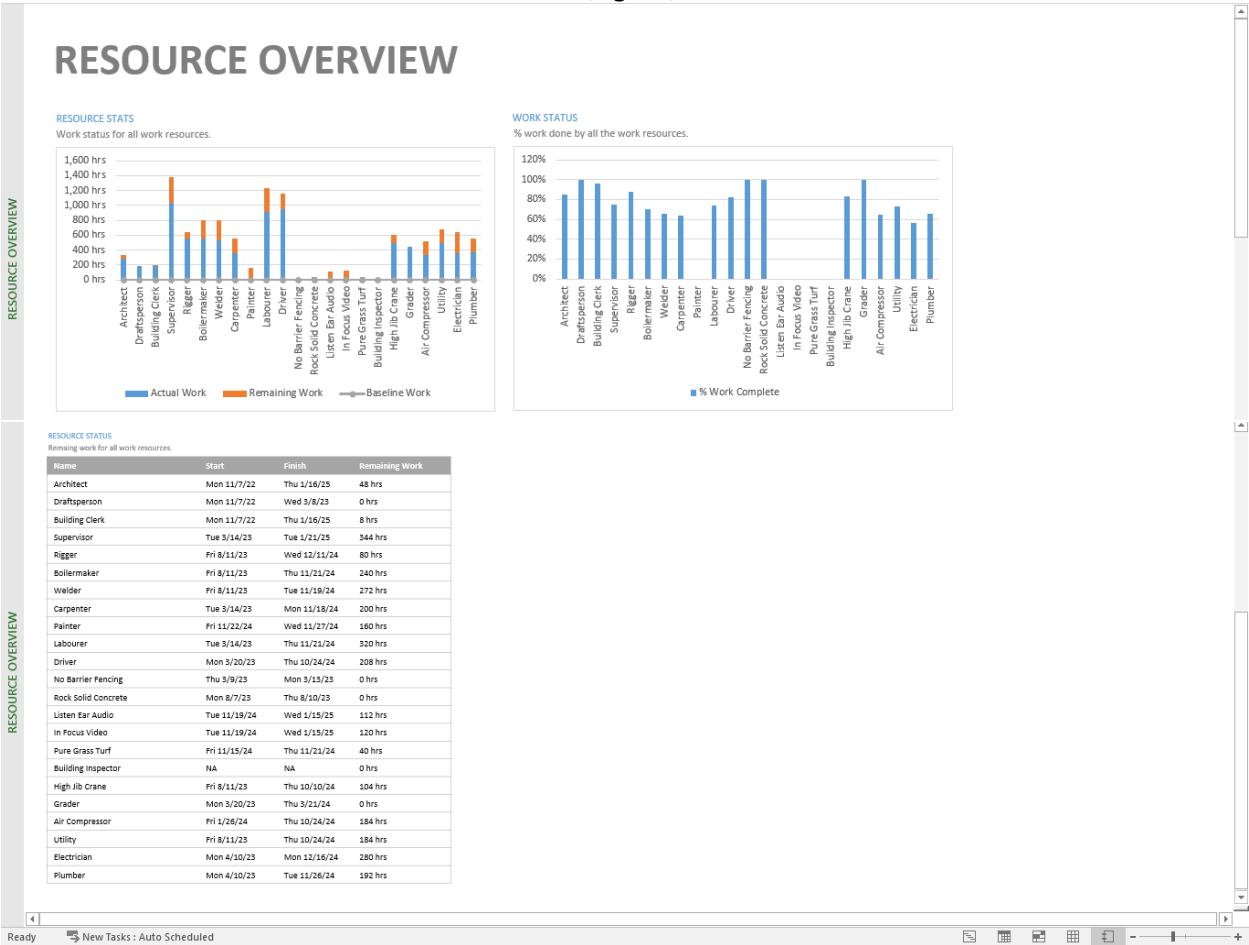 RESOURCE OVERVIEW
RESOURCE OVERVIEW
RESOURCE STATS
Work status for all work resources.
1,600 hrs
1,400 hrs
1,200 hrs
1,000 hrs
800 hrs
600 hrs
400 hrs
200 hrs
0 hrs
Architect
Draftsperson
Building Clerk
Supervisor
Rigger
Boilermaker
Welder
Carpenter
Painter
Labourer
Driver
No Barrier Fencing
Rock Solid Concrete
Listen Ear Audio
In Focus Video
Pure Grass Turf
Building Inspector
High Jib Crane
Grader
Air Compressor
Utility
Electrician
Plumber
Actual Work Remaining Work Baseline Work
WORK STATUS
% work done by all the work resources.
120%
100%
80%
60%
40%
20%
0%
Architect
Draftsperson
Building Clerk
Supervisor
Rigger
Boilermaker
Welder
Carpenter
Painter
Labourer
Driver
No Barrier Fencing
Rock Solid Concrete
Listen Ear Audio
In Focus Video
Pure Grass Turf
Building Inspector
High Jib Crane
Grader
Air Compressor
Utility
Electrician
Plumber
% Work Complete
RESOURCE OVERVIEW
RESOURCE STATUS
Remaing work for all work resources.
Name Start Finish Remaining Work
Architect Mon 11/7/22 Thu 1/16/25 48 hrs
Draftsperson Mon 11/7/22 Wed 3/8/23 0 hrs
Building Clerk Mon 11/7/22 Thu 1/16/25 8 hrs
Supervisor Tue 3/14/23 Tue 1/21/25 344 hrs
Rigger Fri 8/11/23 Wed 12/11/24 80 hrs
Boilermaker Fri 8/11/23 Thu 11/21/24 240 hrs
Welder Fri 8/11/23 Tue 11/19/24 272 hrs
Carpenter Tue 3/14/23 Mon 11/18/24 200 hrs
Painter Fri 11/22/24 Wed 11/27/24 160 hrs
Labourer Tue 3/14/23 Thu 11/21/24 320 hrs
Driver Mon 3/20/23 Thu 10/24/24 208 hrs
No Barrier Fencing Thu 3/9/23 Mon 3/13/23 0 hrs
Rock Solid Concrete Mon 8/7/23 Thu 8/10/23 0 hrs
Listen Ear Audio Tue 11/19/24 Wed 1/15/25 112 hrs
In Focus Video Tue 11/19/24 Wed 1/15/25 120 hrs
Pure Grass Turf Fri 11/15/24 Thu 11/21/24 40 hrs
Building Inspector NA NA 0 hrs
High Jib Crane Fri 8/11/23 Thu 10/10/24 104 hrs
Grader Mon 3/20/23 Thu 3/21/24 0 hrs
Air Compressor Fri 1/26/24 Thu 10/24/24 184 hrs
Utility Fri 8/11/23 Thu 10/24/24 184 hrs
Electrician Mon 4/10/23 Mon 12/16/24 280 hrs
Plumber Mon 4/10/23 Tue 11/26/24 192 hrs
Ready New Tasks : Auto Scheduled